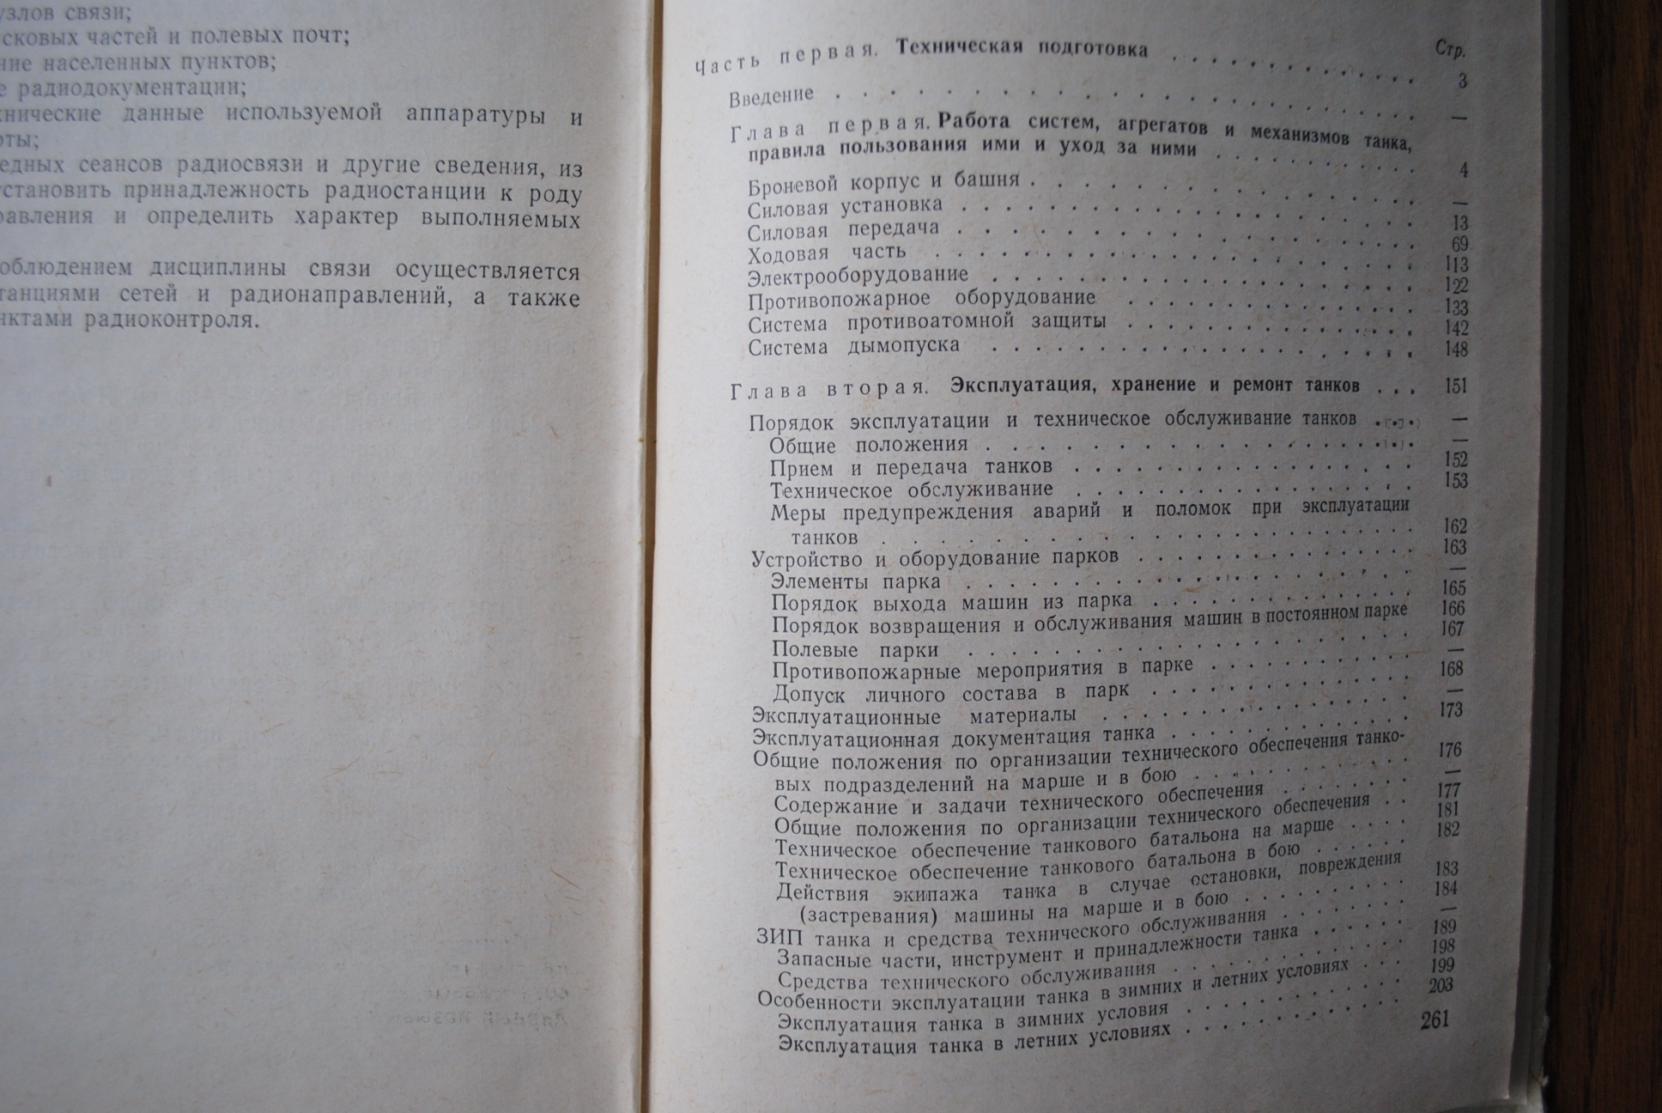 узлов связи;
сковых частей и полевых почт;
ние населенных пунктов;
е радиодокументации;
хнические данные используемой аппаратуры и
оты;
едных сеансов радиосвязи и другие сведения, из
установить принадлежность радиостанции к роду
равления и определить характер выполняемых
облюдением дисциплины связи осуществляется
танциями сетей и радионаправлений, а также
нктами радиоконтроля.
Стр.
Часть первая. Техническая подготовка . . . 3
Введение . . . —
Глава первая. Работа систем, агрегатов и механизмов танка,
правила пользования ими и уход за ними . . . 4
Броневой корпус и башня . . . —
Силовая установка . . . 13
Силовая передача . . . 69
Ходовая часть . . . 113
Электрооборудование . . . 122
Противопожарное оборудование . . . 133
Система противоатомной защиты . . . 142
Система дымопуска . . . 148
Глава вторая. Эксплуатация, хранение и ремонт танков . . . 151
Порядок эксплуатации и техническое обслуживание танков . . . —
Общие положения . . . —
Прием и передача танков . . . 152
Техническое обслуживание . . . 153
Меры предупреждения аварий и поломок при эксплуатации
танков . . . 162
Устройство и оборудование парков . . . 163
Элементы парка . . . —
Порядок выхода машин из парка . . . 165
Порядок возвращения и обслуживания машин в постоянном парке 166
Полевые парки . . . 167
Противопожарные мероприятия в парке . . . —
Допуск личного состава в парк . . . 168
Эксплуатационные материалы . . . —
Эксплуатационная документация танка . . . 173
Общие положения по организации технического обеспечения танко-
вых подразделений на марше и в бою . . . 176
Содержание и задачи технического обеспечения . . . —
Общие положения по организации технического обеспечения . . 177
Техническое обеспечение танкового батальона на марше . . . 181
Техническое обеспечение танкового батальона в бою . . . 182
Действия экипажа танка в случае остановки, повреждения
(застревания) машины на марше и в бою . . . 183
ЗИП танка и средства технического обслуживания . . . 184
Запасные части, инструмент и принадлежности танка . . . —
Средства технического обслуживания . . . 189
Особенности эксплуатации танка в зимних и летних условиях . . . 198
Эксплуатация танка в зимних условия . . . 199
Эксплуатация танка в летних условиях . . . 203
261